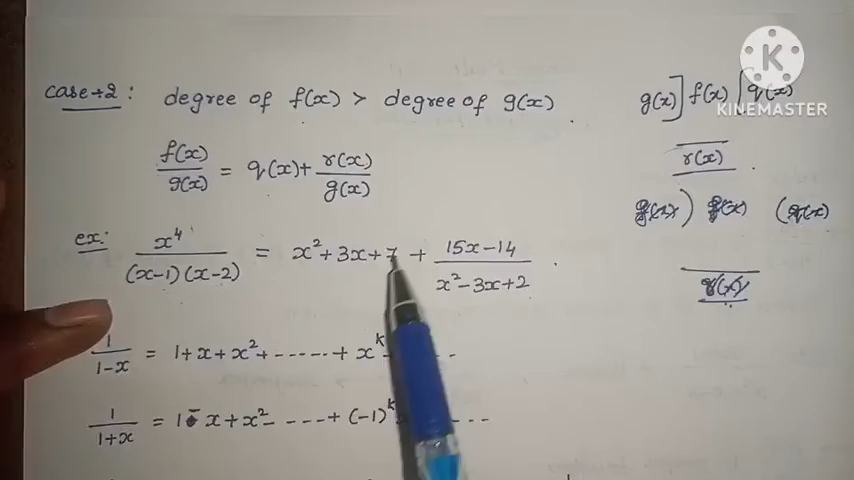 case-2: degree of f(x) > degree of g(x)
g(x)] f(x) [q(x)
KINEMASTER
r(x)
f(x)/g(x) = q(x) + r(x)/g(x)
g(x)) f(x) (q(x)
ex: x⁴/(x-1)(x-2) = x² + 3x + 7 + 15x-14/x²-3x+2 .
1/1-x = 1 + x + x² + ------ + x^k
1/1+x = 1 - x + x² - ---- + (-1)^k